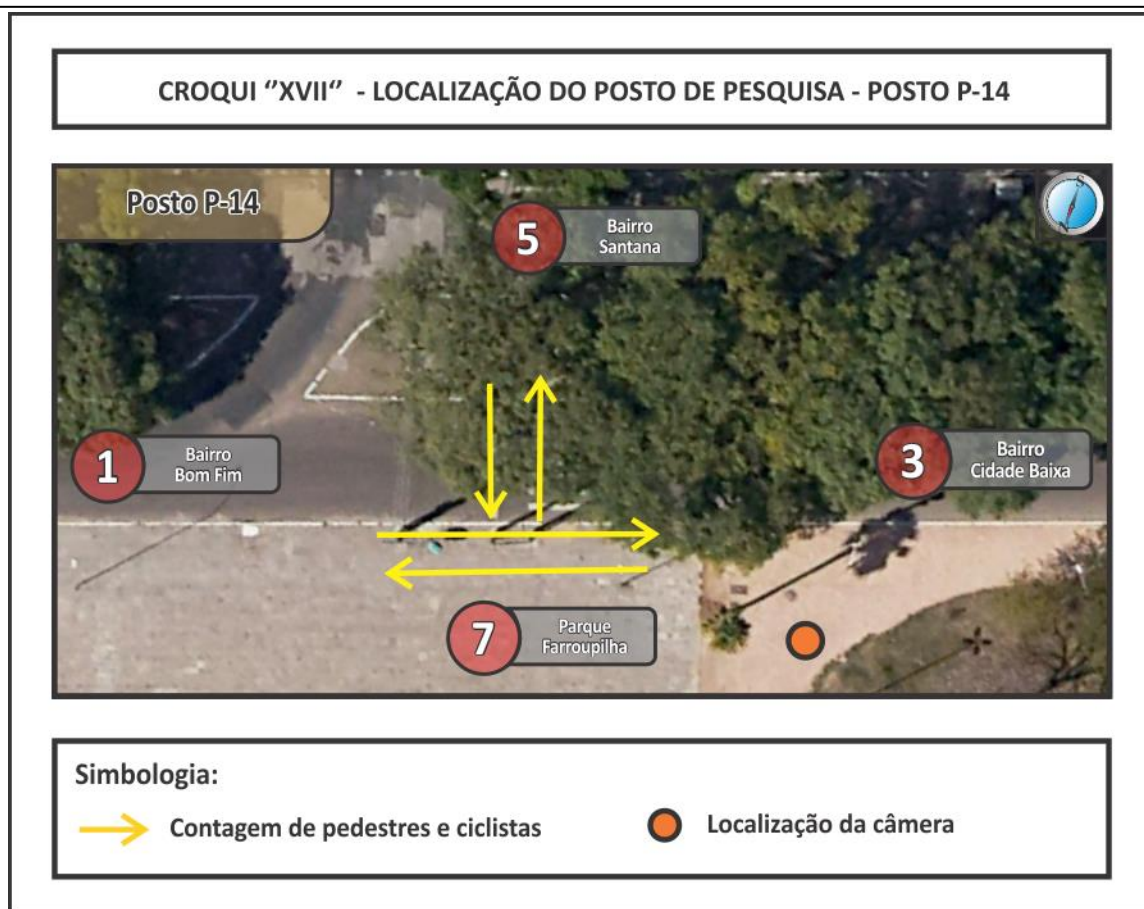 CROQUI “XVII“ - LOCALIZAÇÃO DO POSTO DE PESQUISA - POSTO P-14
Posto P-14
5
Bairro
Santana
1
Bairro
Bom Fim
3
Bairro
Cidade Baixa
7
Parque
Farroupilha
Simbologia:
Contagem de pedestres e ciclistas
Localização da câmera